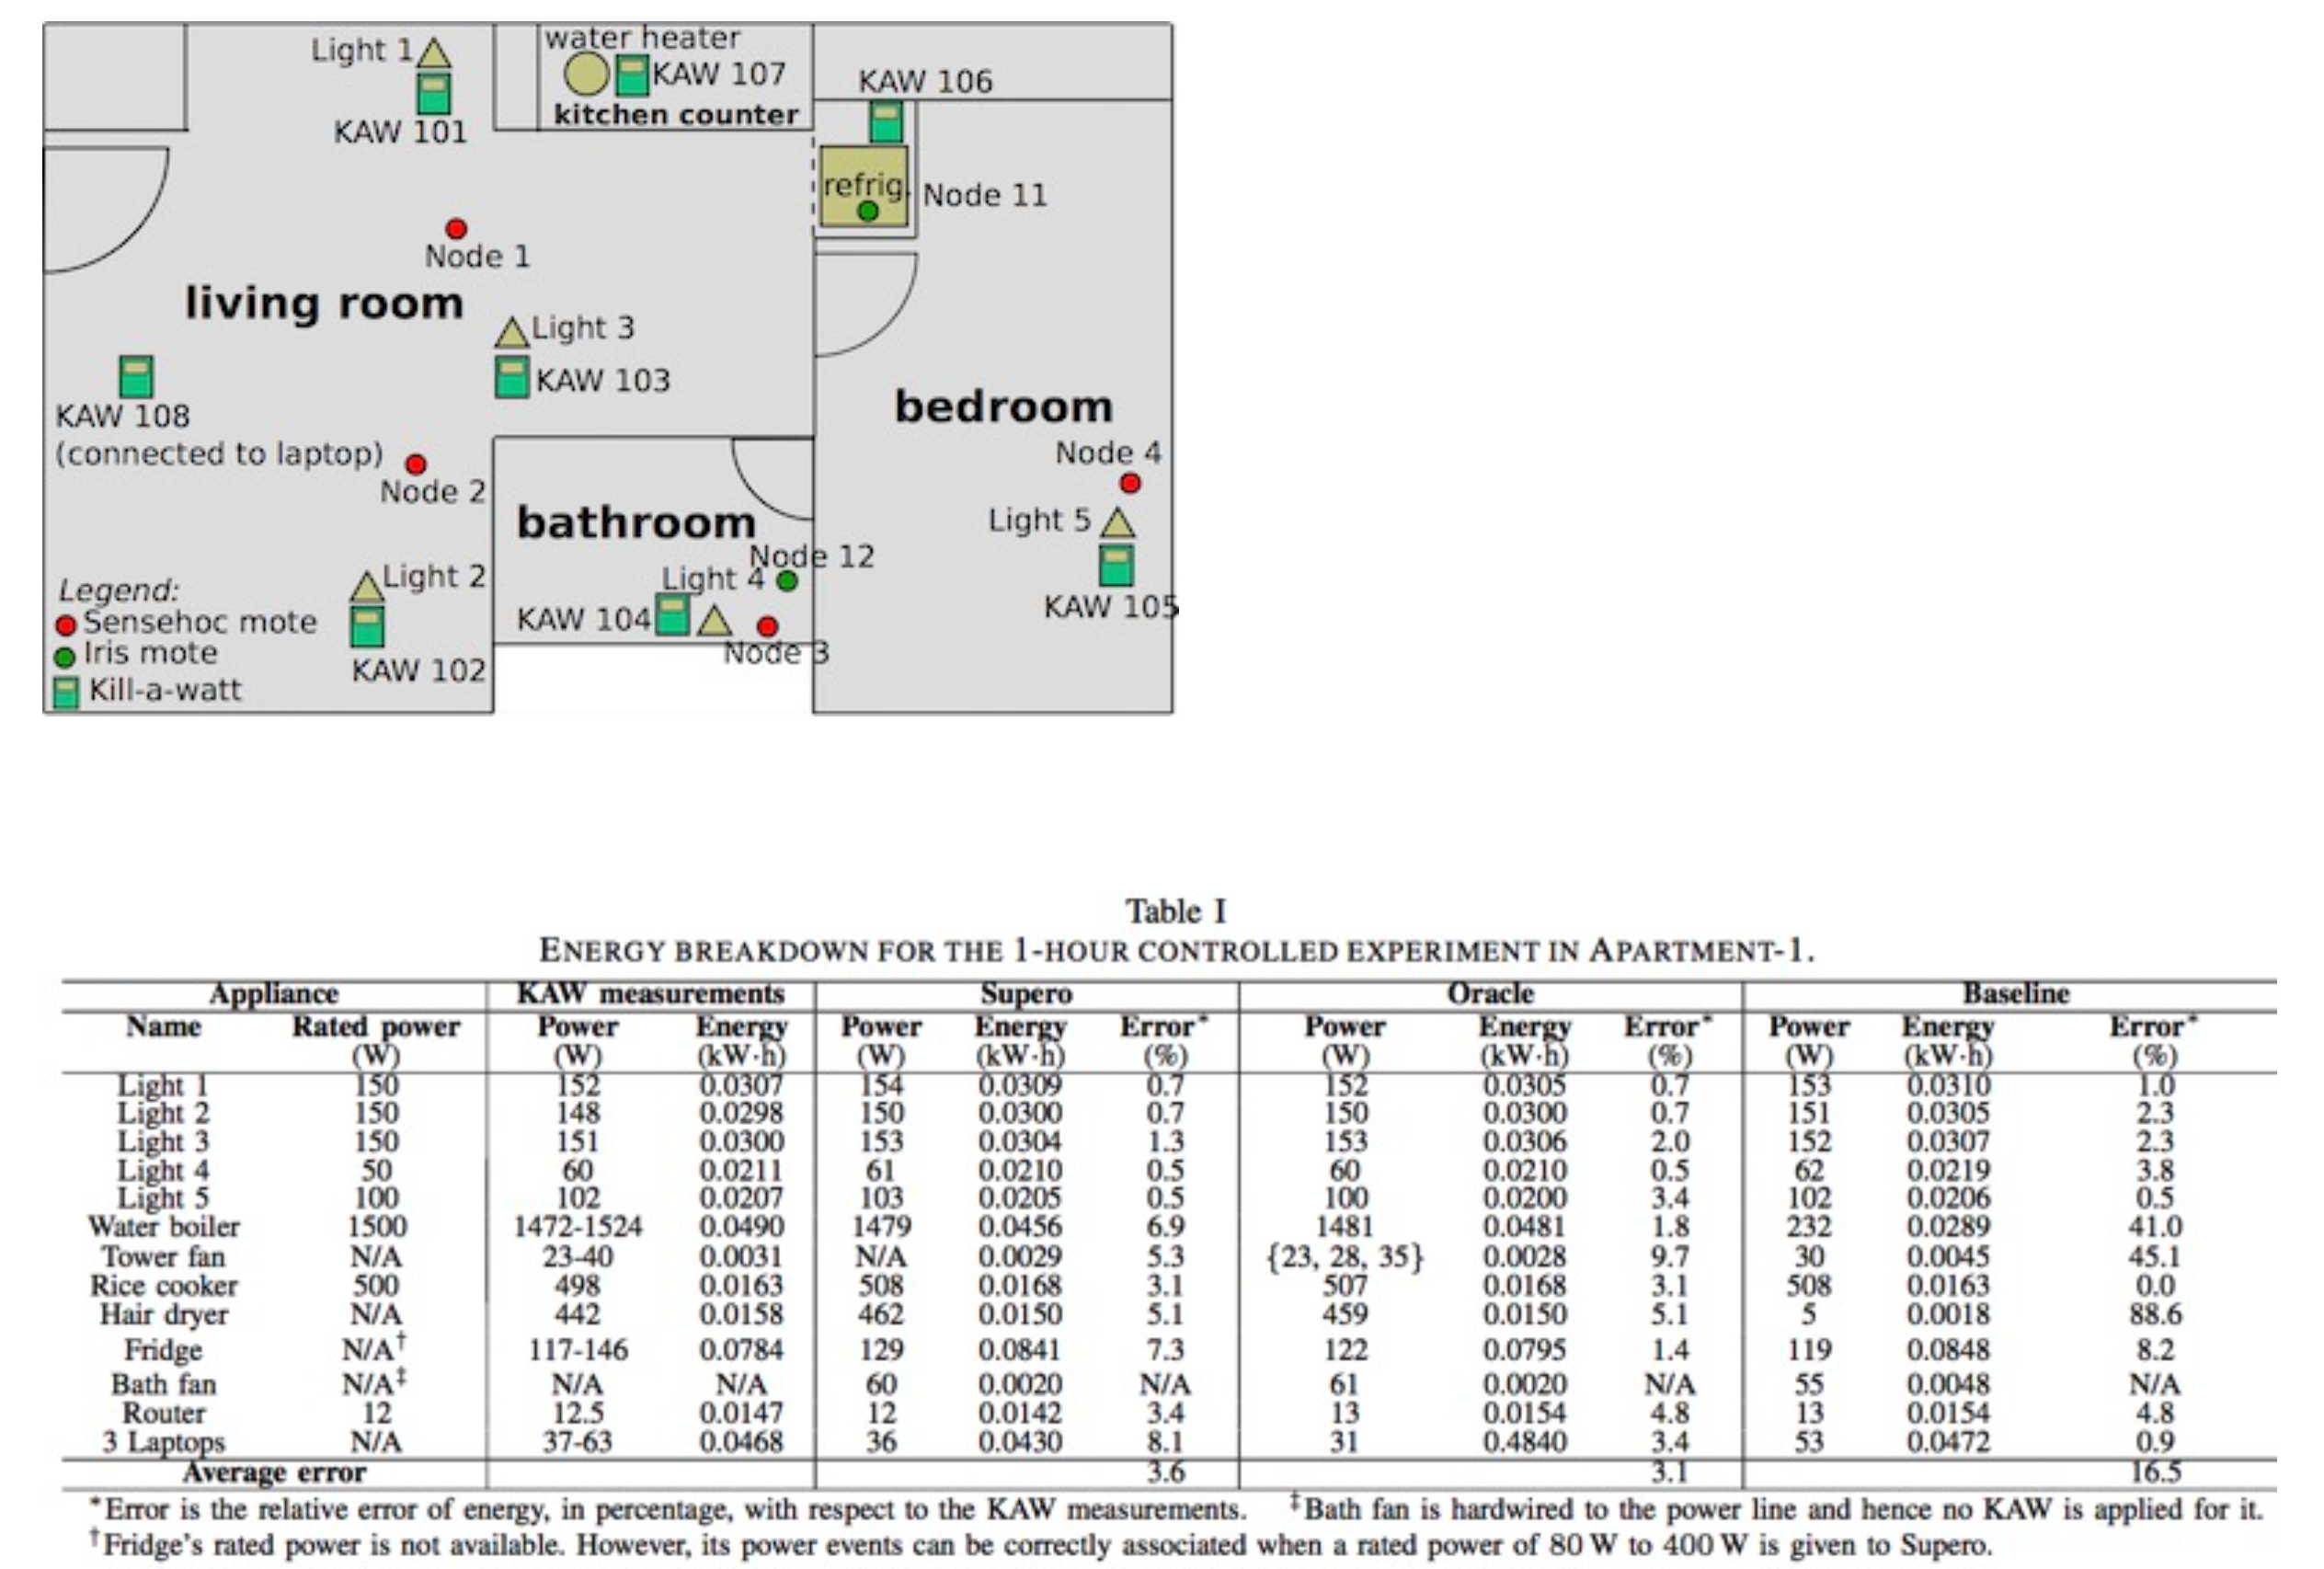 Light 1
KAW 101
water heater
KAW 107
kitchen counter
KAW 106
refrig.
Node 11
Node 1
living room
Light 3
KAW 103
KAW 108
(connected to laptop)
Node 2
bedroom
Node 4
Light 5
KAW 105
bathroom
Node 12
Light 4
KAW 104
Node 3
Light 2
KAW 102
Legend:
Sensehoc mote
Iris mote
Kill-a-watt
Table I
ENERGY BREAKDOWN FOR THE 1-HOUR CONTROLLED EXPERIMENT IN APARTMENT-1.
Appliance KAW measurements Supero Oracle Baseline
Name Rated power Power Energy Power Energy Error* Power Energy Error* Power Energy Error*
(W) (W) (kW·h) (W) (kW·h) (%) (W) (kW·h) (%) (W) (kW·h) (%)
Light 1 150 152 0.0307 154 0.0309 0.7 152 0.0305 0.7 153 0.0310 1.0
Light 2 150 148 0.0298 150 0.0300 0.7 150 0.0300 0.7 151 0.0305 2.3
Light 3 150 151 0.0300 153 0.0304 1.3 153 0.0306 2.0 152 0.0307 2.3
Light 4 50 60 0.0211 61 0.0210 0.5 60 0.0210 0.5 62 0.0219 3.8
Light 5 100 102 0.0207 103 0.0205 0.5 100 0.0200 3.4 102 0.0206 0.5
Water boiler 1500 1472-1524 0.0490 1479 0.0456 6.9 1481 0.0481 1.8 232 0.0289 41.0
Tower fan N/A 23-40 0.0031 N/A 0.0029 5.3 {23, 28, 35} 0.0028 9.7 30 0.0045 45.1
Rice cooker 500 498 0.0163 508 0.0168 3.1 507 0.0168 3.1 508 0.0163 0.0
Hair dryer N/A 442 0.0158 462 0.0150 5.1 459 0.0150 5.1 5 0.0018 88.6
Fridge N/A† 117-146 0.0784 129 0.0841 7.3 122 0.0795 1.4 119 0.0848 8.2
Bath fan N/A‡ N/A N/A 60 0.0020 N/A 61 0.0020 N/A 55 0.0048 N/A
Router 12 12.5 0.0147 12 0.0142 3.4 13 0.0154 4.8 13 0.0154 4.8
3 Laptops N/A 37-63 0.0468 36 0.0430 8.1 31 0.4840 3.4 53 0.0472 0.9
Average error 3.6 3.1 16.5
*Error is the relative error of energy, in percentage, with respect to the KAW measurements. ‡Bath fan is hardwired to the power line and hence no KAW is applied for it.
†Fridge's rated power is not available. However, its power events can be correctly associated when a rated power of 80 W to 400 W is given to Supero.